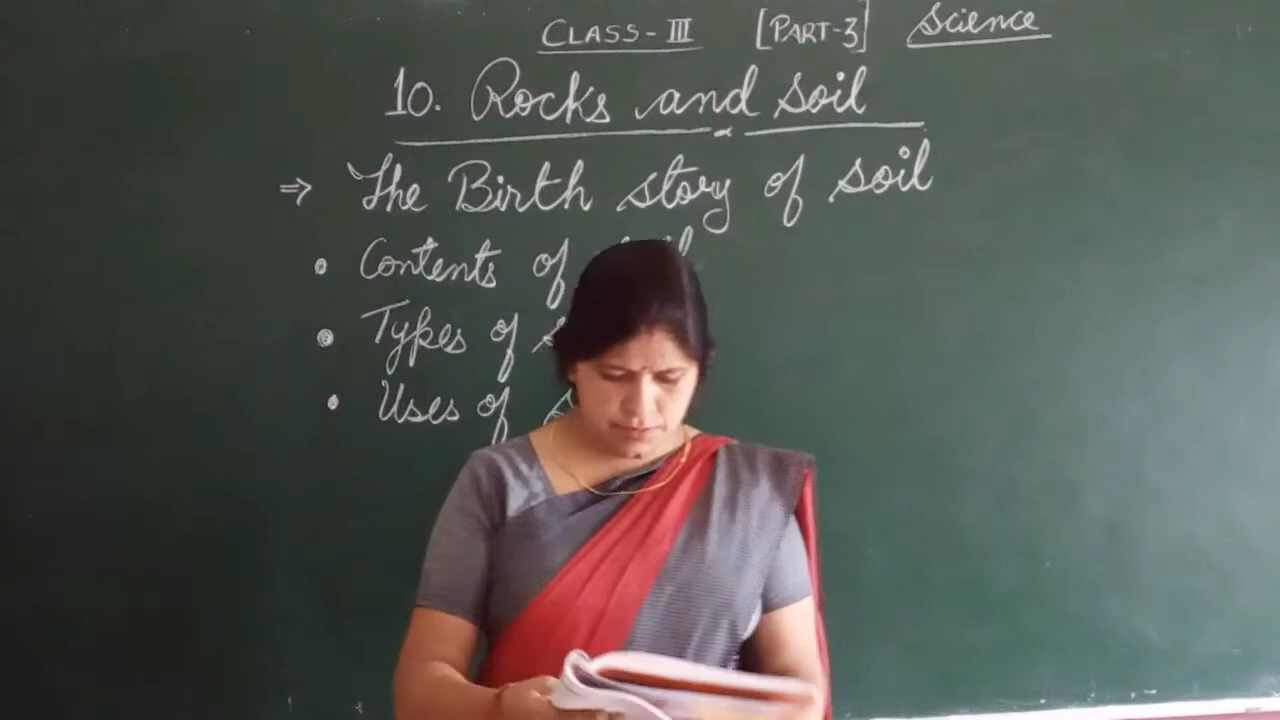 CLASS-III [PART-3] Science
10. Rocks and soil
⇒ The Birth story of soil
• Contents of
• Types of
• Uses of